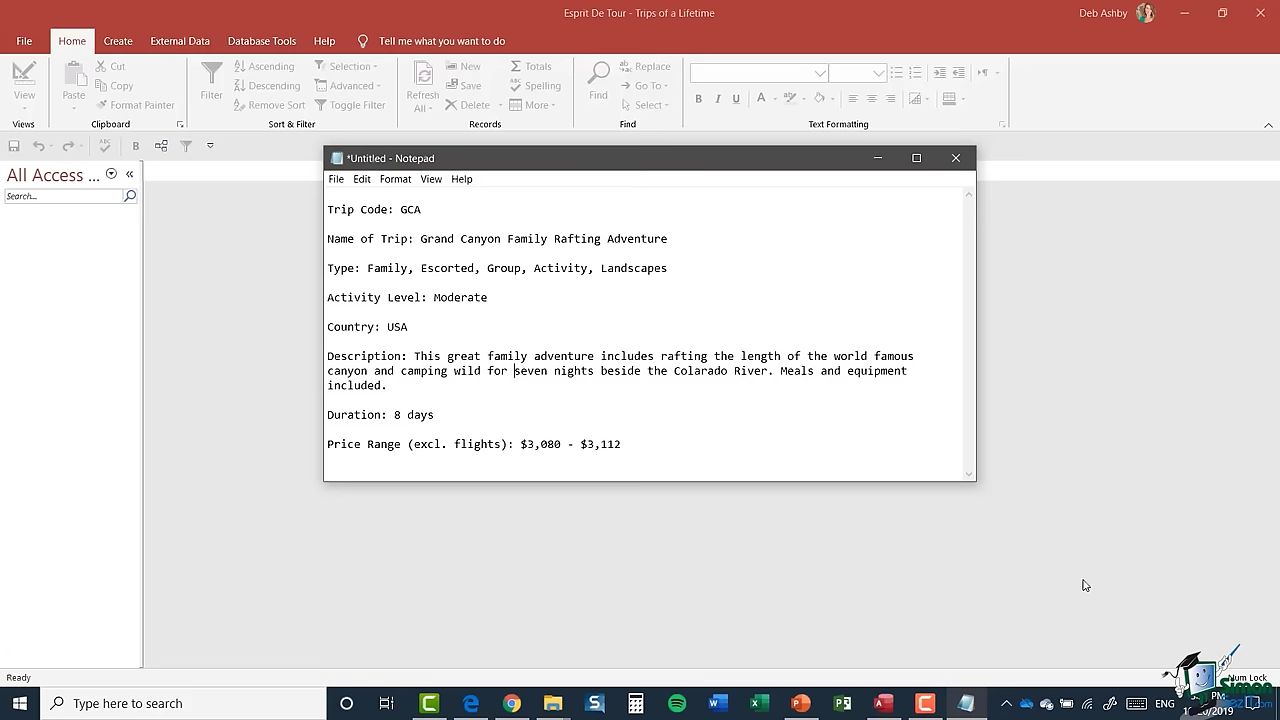 Esprit De Tour - Trips of a Lifetime
Deb Ashby
File Home Create External Data Database Tools Help Tell me what you want to do
View
Paste
Cut
Copy
Format Painter
Filter
Ascending
Descending
Remove Sort
Selection
Advanced
Toggle Filter
Refresh
All
New
Save
Delete
Totals
Spelling
More
Find
Replace
Go To
Select
B I U A
Views Clipboard Sort & Filter Records Find Text Formatting
B
All Access ...
Search...
*Untitled - Notepad
File Edit Format View Help
Trip Code: GCA
Name of Trip: Grand Canyon Family Rafting Adventure
Type: Family, Escorted, Group, Activity, Landscapes
Activity Level: Moderate
Country: USA
Description: This great family adventure includes rafting the length of the world famous
canyon and camping wild for seven nights beside the Colarado River. Meals and equipment
included.
Duration: 8 days
Price Range (excl. flights): $3,080 - $3,112
Ready
Num Lock
Type here to search
ENG